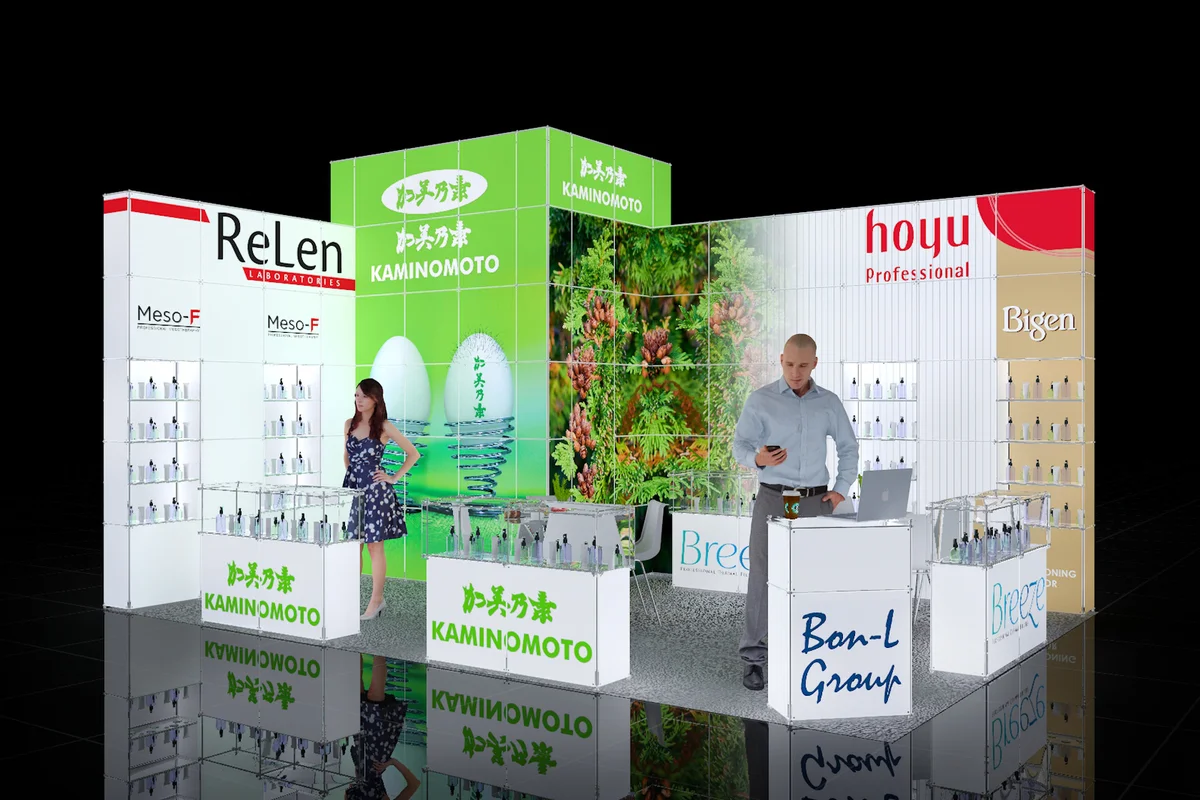 ReLen
LABORATORIES
Meso-F
Meso-F
加美乃素
加美乃素
KAMINOMOTO
加美乃素
KAMINOMOTO
加美乃素
hoyu
Professional
Bigen
加美乃素
KAMINOMOTO
加美乃素
KAMINOMOTO
Bree
Bon-L
Group
Breeze